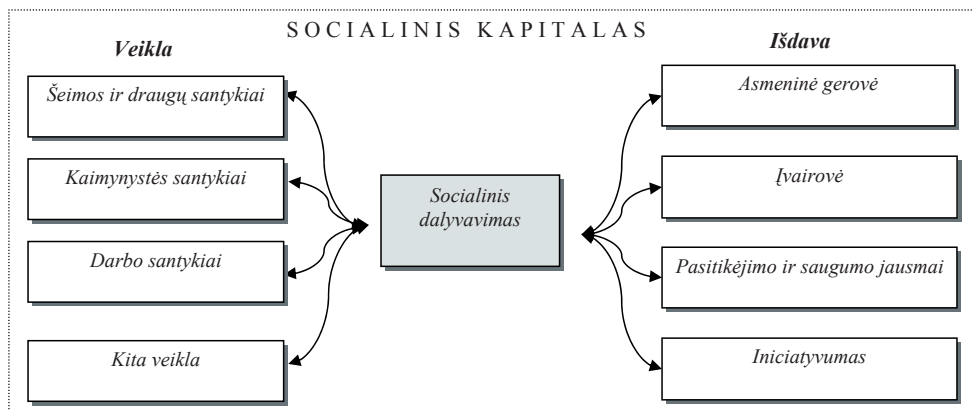 SOCIALINIS KAPITALAS
Veikla
Šeimos ir draugų santykiai
Kaimynystės santykiai
Darbo santykiai
Kita veikla
Socialinis
dalyvavimas
Išdava
Asmeninė gerovė
Įvairovė
Pasitikėjimo ir saugumo jausmai
Iniciatyvumas